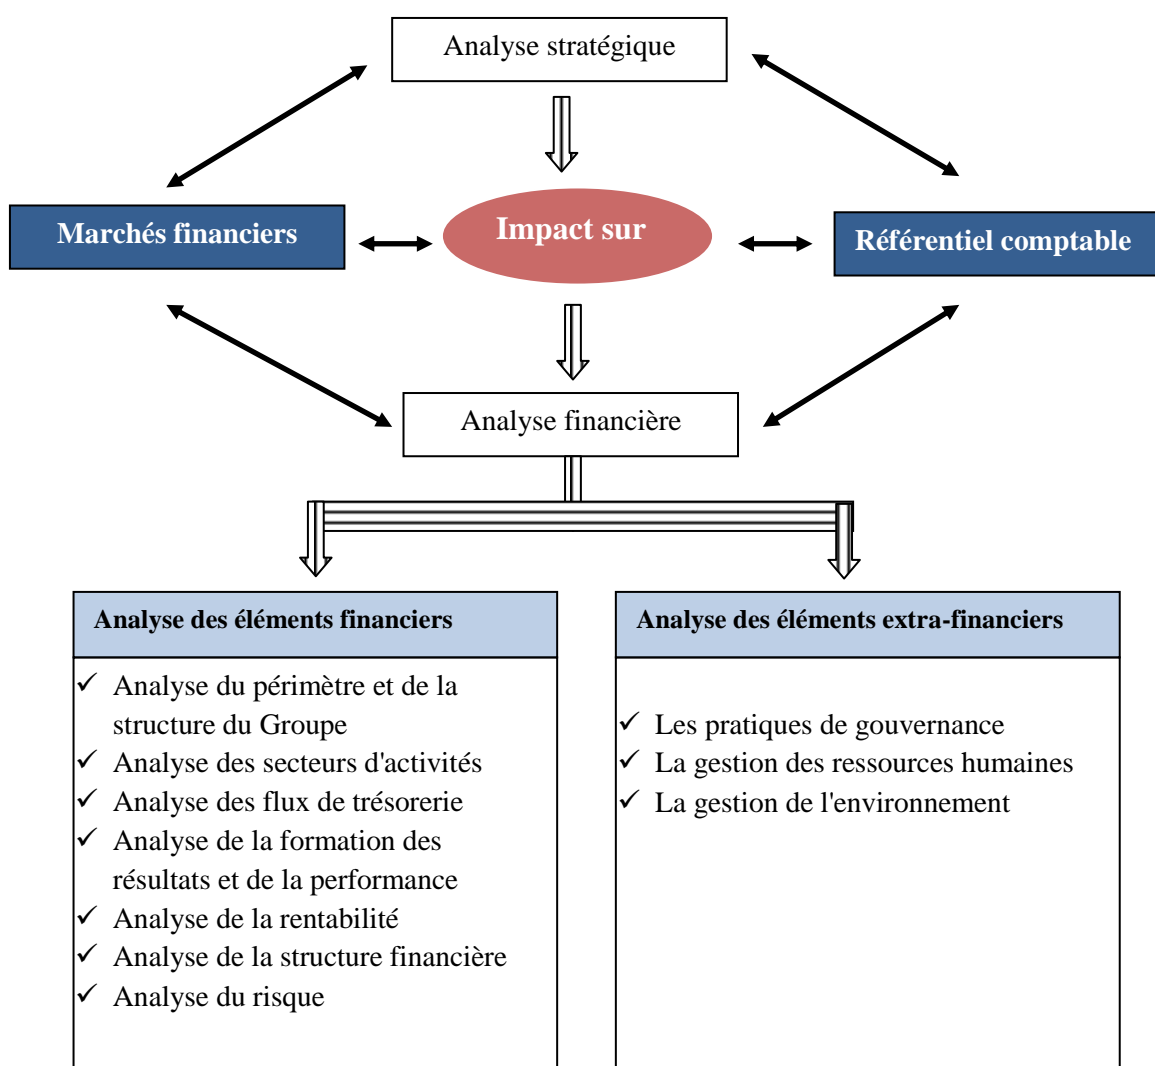 Analyse stratégique
Marchés financiers
Impact sur
Référentiel comptable
Analyse financière
Analyse des éléments financiers
✓ Analyse du périmètre et de la
structure du Groupe
✓ Analyse des secteurs d'activités
✓ Analyse des flux de trésorerie
✓ Analyse de la formation des
résultats et de la performance
✓ Analyse de la rentabilité
✓ Analyse de la structure financière
✓ Analyse du risque
Analyse des éléments extra-financiers
✓ Les pratiques de gouvernance
✓ La gestion des ressources humaines
✓ La gestion de l'environnement